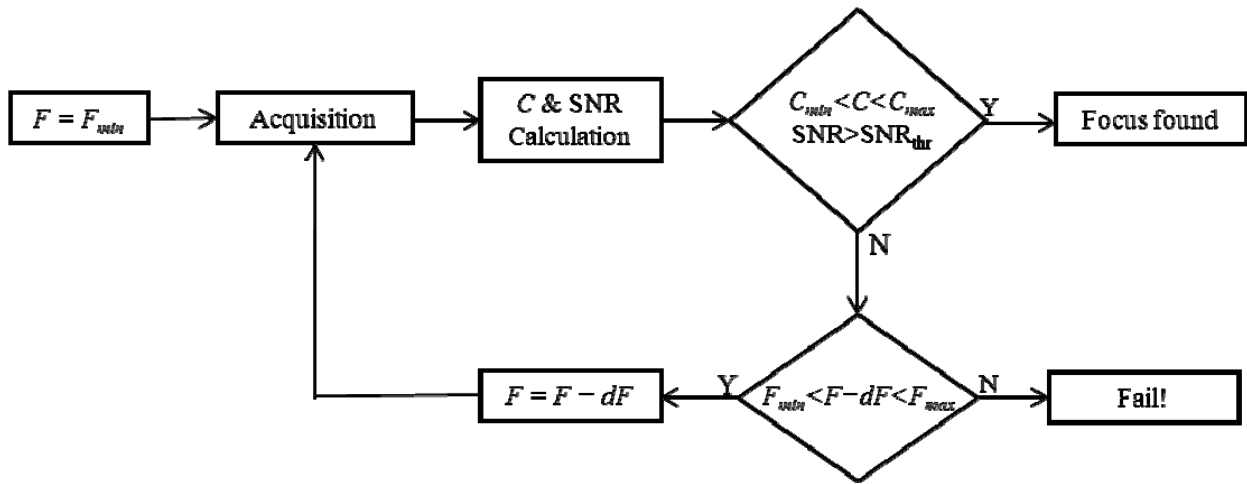 F = Fmin
Acquisition
C & SNR
Calculation
Cmin<C<Cmax
SNR>SNRthr
Y
Focus found
N
Fmin<F−dF<Fmax
Y
F = F − dF
N
Fail!